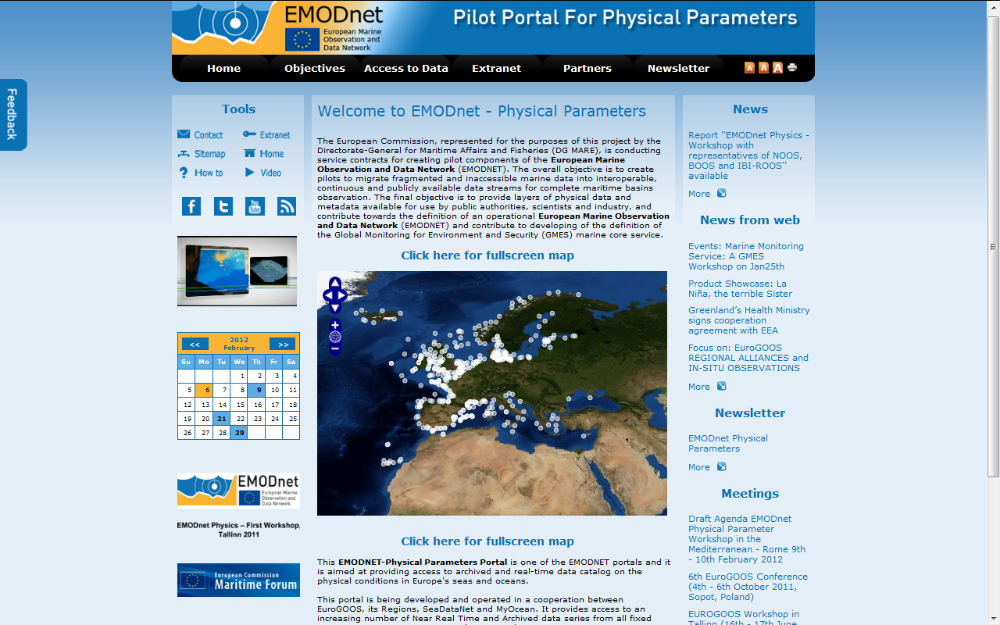 EMODnet
European Marine
Observation and
Data Network
Pilot Portal For Physical Parameters
Home
Objectives
Access to Data
Extranet
Partners
Newsletter
A A A
Feedback
Tools
Contact
Extranet
Sitemap
Home
How to
Video
<<
2012
February
>>
Su Mo Tu We Th Fr Sa
1 2 3 4
5 6 7 8 9 10 11
12 13 14 15 16 17 18
19 20 21 22 23 24 25
26 27 28 29
EMODnet
European Marine
Observation and
Data Network
EMODnet Physics – First Workshop,
Tallinn 2011
European Commission
Maritime Forum
Welcome to EMODnet - Physical Parameters
The European Commission, represented for the purposes of this project by the
Directorate-General for Maritime Affairs and Fisheries (DG MARE), is conducting
service contracts for creating pilot components of the European Marine
Observation and Data Network (EMODNET). The overall objective is to create
pilots to migrate fragmented and inaccessible marine data into interoperable,
continuous and publicly available data streams for complete maritime basins
observation. The final objective is to provide layers of physical data and
metadata available for use by public authorities, scientists and industry, and
contribute towards the definition of an operational European Marine Observation
and Data Network (EMODNET) and contribute to developing of the definition of
the Global Monitoring for Environment and Security (GMES) marine core service.
Click here for fullscreen map
Click here for fullscreen map
This EMODNET-Physical Parameters Portal is one of the EMODNET portals and it
is aimed at providing access to archived and real-time data catalog on the
physical conditions in Europe's seas and oceans.
This portal is being developed and operated in a cooperation between
EuroGOOS, its Regions, SeaDataNet and MyOcean. It provides access to an
increasing number of Near Real Time and Archived data series from all fixed
News
Report "EMODnet Physics -
Workshop with
representatives of NOOS,
BOOS and IBI-ROOS"
available
More
News from web
Events: Marine Monitoring
Service: A GMES
Workshop on Jan25th
Product Showcase: La
Niña, the terrible Sister
Greenland’s Health Ministry
signs cooperation
agreement with EEA
Focus on: EuroGOOS
REGIONAL ALLIANCES and
IN-SITU OBSERVATIONS
More
Newsletter
EMODnet Physical
Parameters
More
Meetings
Draft Agenda EMODnet
Physical Parameter
Workshop in the
Mediterranean - Rome 9th
- 10th February 2012
6th EuroGOOS Conference
(4th - 6th October 2011,
Sopot, Poland)
EUROGOOS Workshop in
Tallinn (16th - 17th June